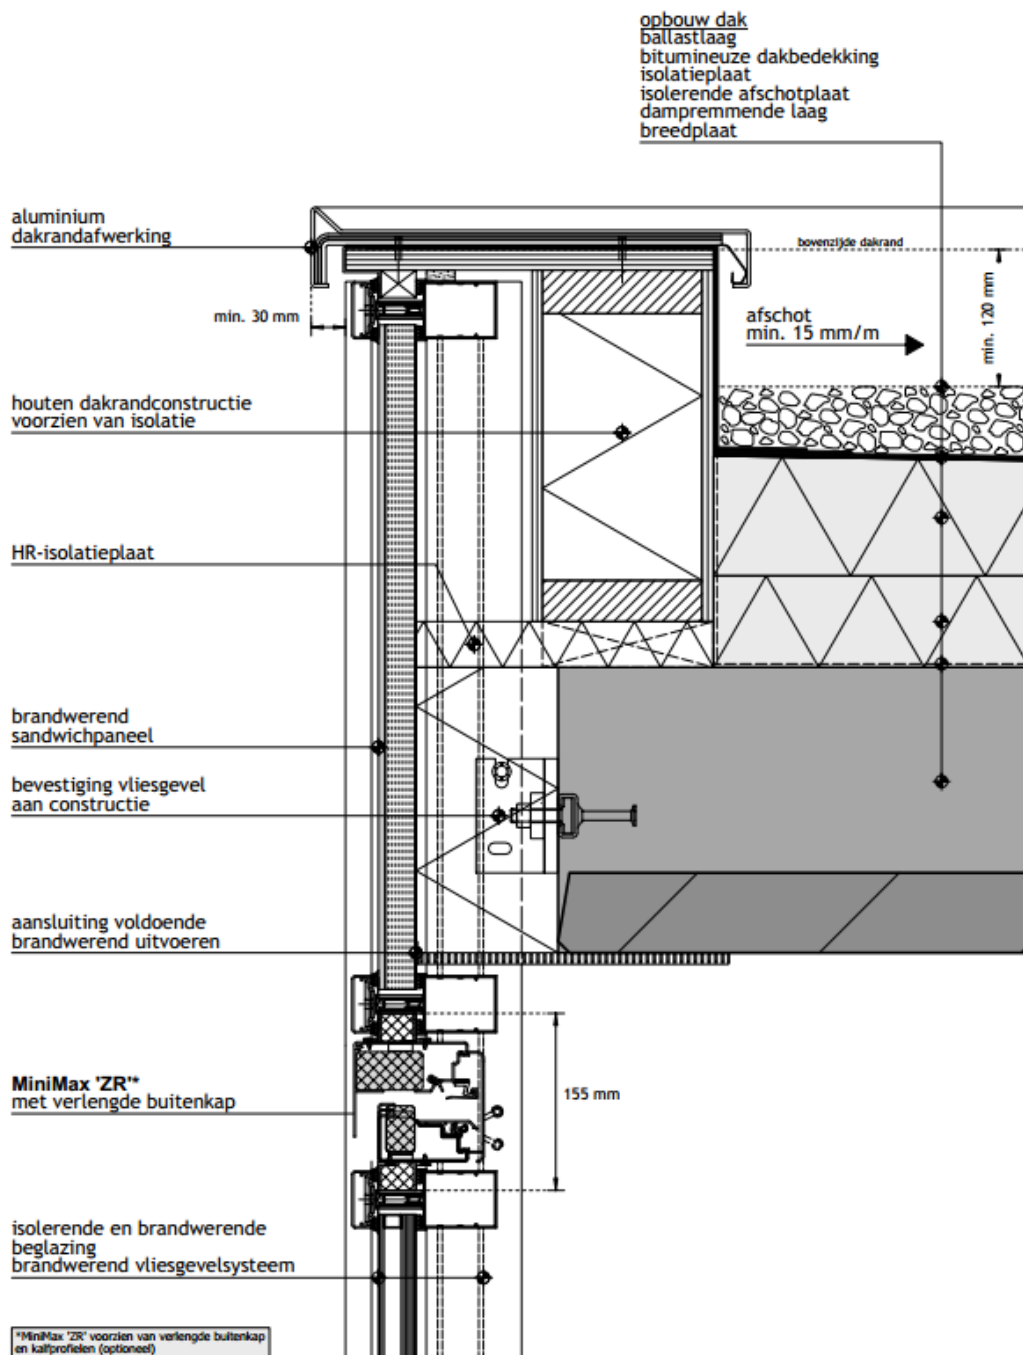 opbouw dak
ballastlaag
bitumineuze dakbedekking
isolatieplaat
isolerende afschotplaat
dampremmende laag
breedplaat
aluminium
dakrandafwerking
bovenzijde dakrand
min. 30 mm
afschot
min. 15 mm/m
min. 120 mm
houten dakrandconstructie
voorzien van isolatie
HR-isolatieplaat
brandwerend
sandwichpaneel
bevestiging vliesgevel
aan constructie
aansluiting voldoende
brandwerend uitvoeren
MiniMax 'ZR'*
met verlengde buitenkap
155 mm
isolerende en brandwerende
beglazing
brandwerend vliesgevelsysteem
*MiniMax 'ZR' voorzien van verlengde buitenkap
en kalfprofielen (optioneel)